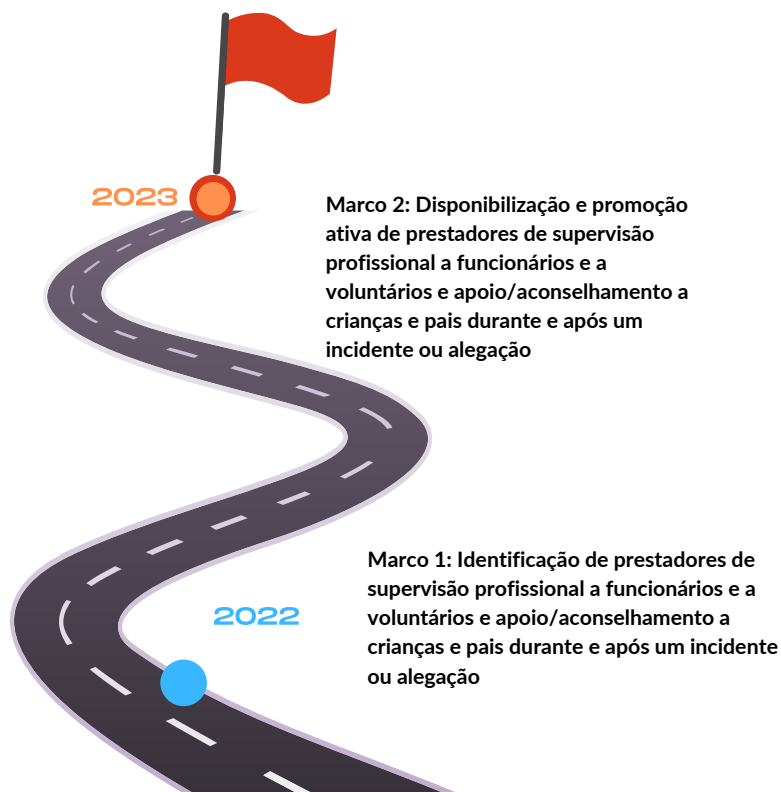 2023
Marco 2: Disponibilização e promoção
ativa de prestadores de supervisão
profissional a funcionários e a
voluntários e apoio/aconselhamento a
crianças e pais durante e após um
incidente ou alegação
2022
Marco 1: Identificação de prestadores de
supervisão profissional a funcionários e a
voluntários e apoio/aconselhamento a
crianças e pais durante e após um incidente
ou alegação